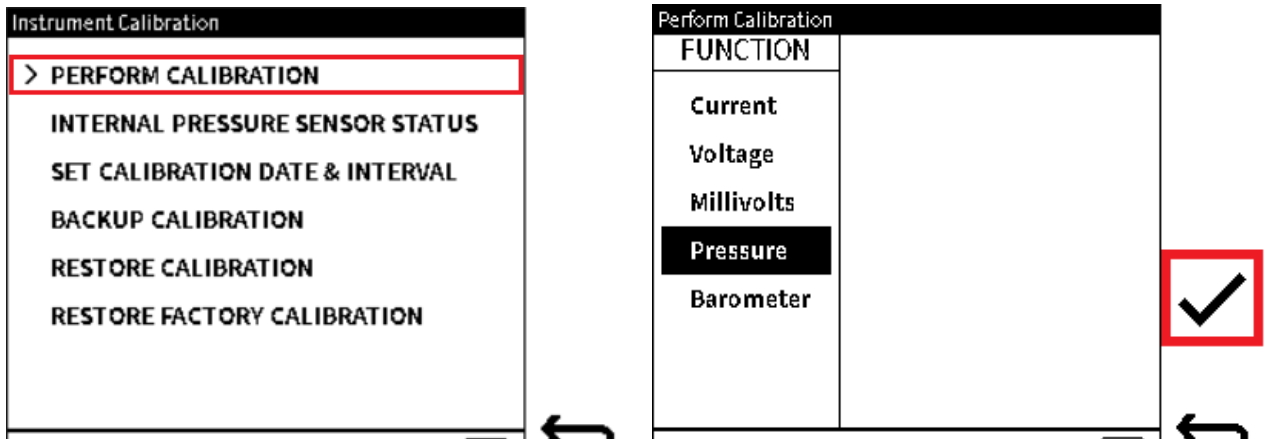 Instrument Calibration
> PERFORM CALIBRATION
INTERNAL PRESSURE SENSOR STATUS
SET CALIBRATION DATE & INTERVAL
BACKUP CALIBRATION
RESTORE CALIBRATION
RESTORE FACTORY CALIBRATION
Perform Calibration
FUNCTION
Current
Voltage
Millivolts
Pressure
Barometer